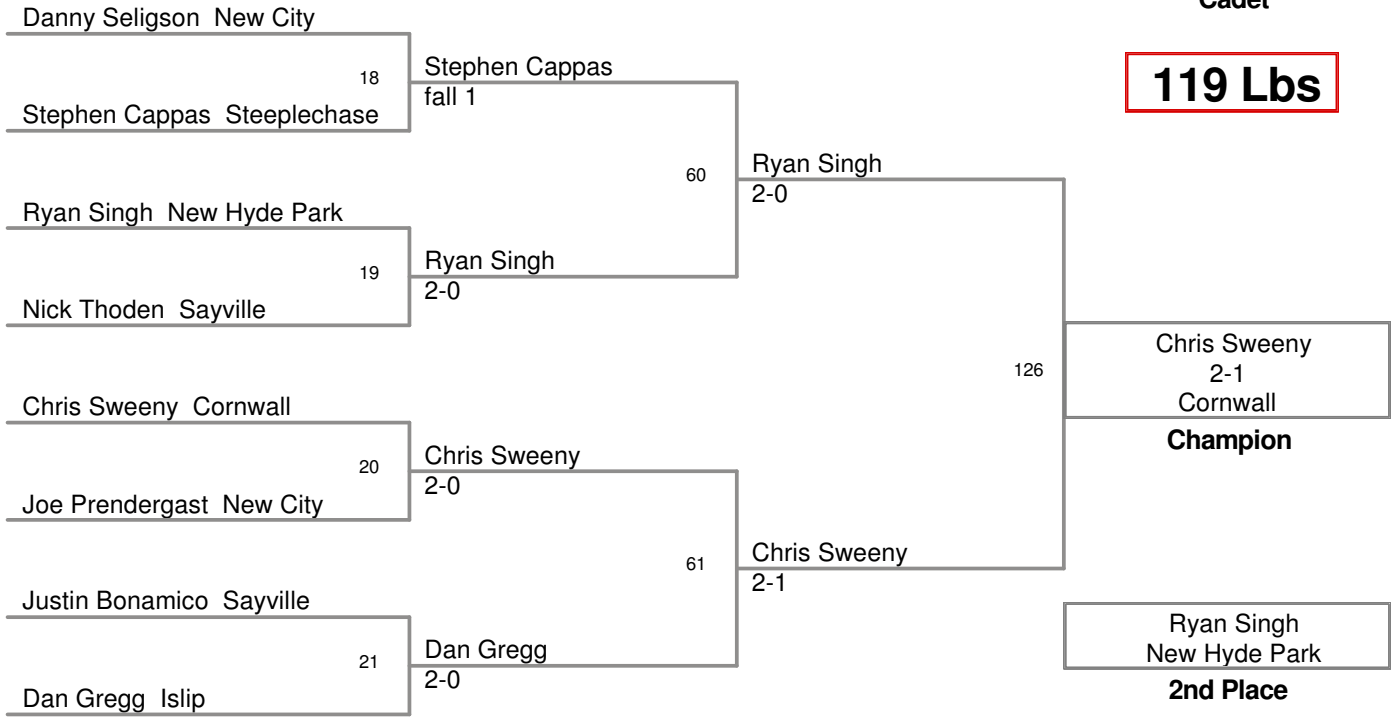 Cadet
119 Lbs
Danny Seligson  New City
18
Stephen Cappas  Steeplechase
Stephen Cappas
fall 1
Ryan Singh  New Hyde Park
19
Nick Thoden  Sayville
Ryan Singh
2-0
60
Ryan Singh
2-0
Chris Sweeny  Cornwall
20
Joe Prendergast  New City
Chris Sweeny
2-0
Justin Bonamico  Sayville
21
Dan Gregg  Islip
Dan Gregg
2-0
61
Chris Sweeny
2-1
126
Chris Sweeny
2-1
Cornwall
Champion
Ryan Singh
New Hyde Park
2nd Place